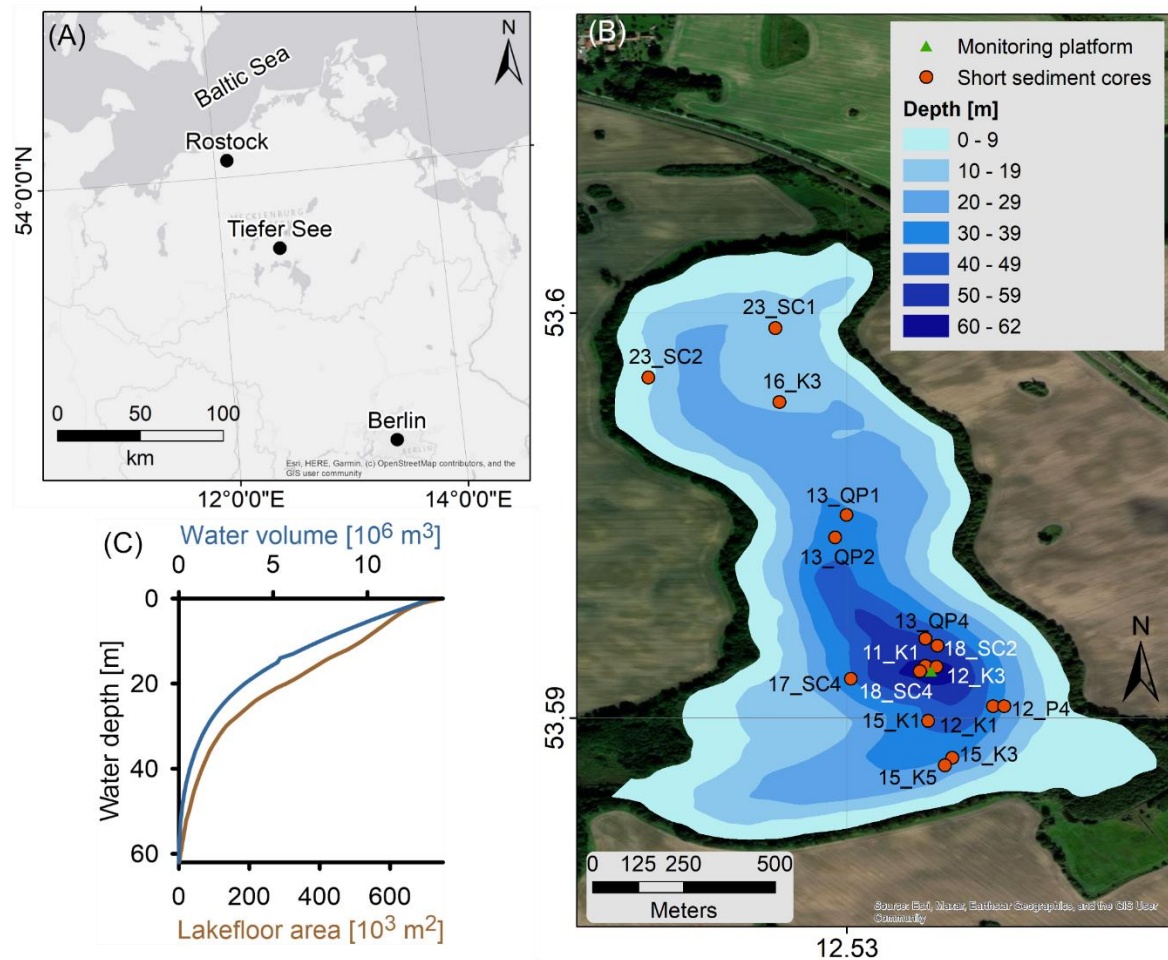 (A)
N
Baltic Sea
Rostock
54°0'0"N
Tiefer See
0 50 100
km
Berlin
Esri, HERE, Garmin, (c) OpenStreetMap contributors, and the
GIS user community
12°0'0"E 14°0'0"E
(B)
Monitoring platform
Short sediment cores
Depth [m]
0 - 9
10 - 19
20 - 29
30 - 39
40 - 49
50 - 59
60 - 62
53.6
23_SC1
23_SC2
16_K3
13_QP1
13_QP2
13_QP4
18_SC2
11_K1
12_K3
17_SC4
18_SC4
12_P4
53.59
15_K1
12_K1
15_K3
15_K5
N
0 125 250 500
Meters
Source: Esri, Maxar, Earthstar Geographics, and the GIS User
Community
12.53
(C)
Water volume [10⁶ m³]
0 5 10
Water depth [m]
0
20
40
60
0 200 400 600
Lakefloor area [10³ m²]